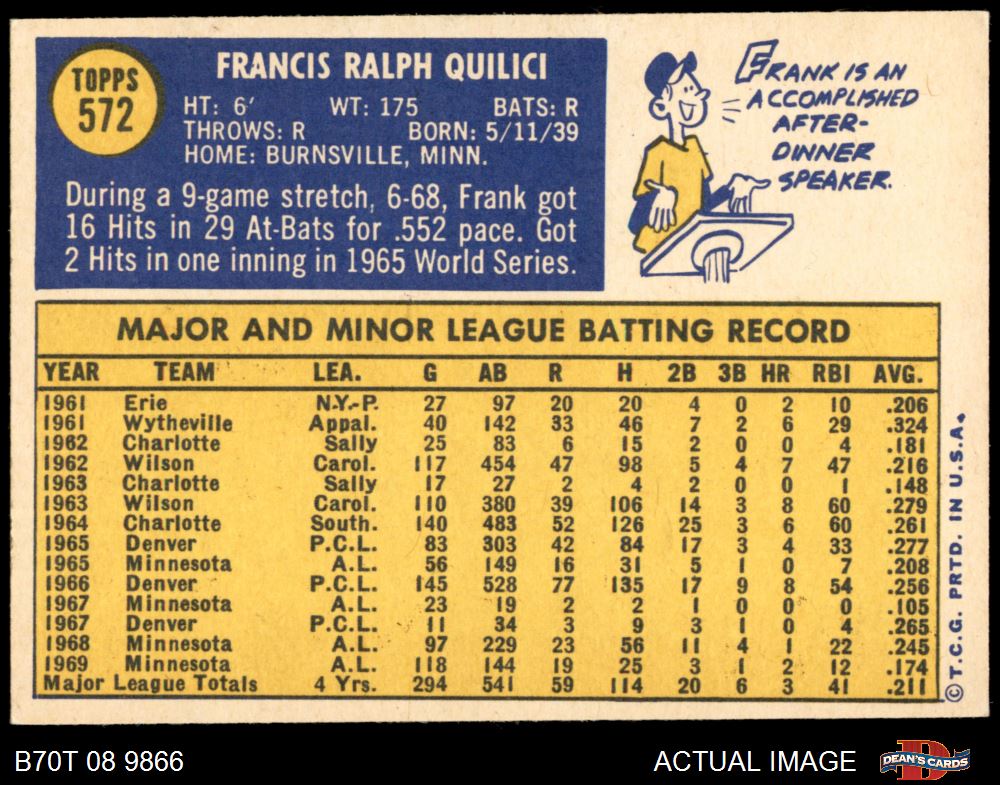 TOPPS
572
FRANCIS RALPH QUILICI
HT: 6' WT: 175 BATS: R
THROWS: R BORN: 5/11/39
HOME: BURNSVILLE, MINN.
During a 9-game stretch, 6-68, Frank got
16 Hits in 29 At-Bats for .552 pace. Got
2 Hits in one inning in 1965 World Series.
FRANK IS AN
ACCOMPLISHED
AFTER-
DINNER
SPEAKER.
MAJOR AND MINOR LEAGUE BATTING RECORD
YEAR TEAM LEA. G AB R H 2B 3B HR RBI AVG.
1961 Erie N.Y.-P. 27 97 20 20 4 0 2 10 .206
1961 Wytheville Appal. 40 142 33 46 7 2 6 29 .324
1962 Charlotte Sally 25 83 6 15 2 0 0 4 .181
1962 Wilson Carol. 117 454 47 98 5 4 7 47 .216
1963 Charlotte Sally 17 27 2 4 2 0 0 1 .148
1963 Wilson Carol. 110 380 39 106 14 3 8 60 .279
1964 Charlotte South. 140 483 52 126 25 3 6 60 .261
1965 Denver P.C.L. 83 303 42 84 17 3 4 33 .277
1965 Minnesota A.L. 56 149 16 31 5 1 0 7 .208
1966 Denver P.C.L. 145 528 77 135 17 9 8 54 .256
1967 Minnesota A.L. 23 19 2 2 1 0 0 0 .105
1967 Denver P.C.L. 11 34 3 9 3 1 0 4 .265
1968 Minnesota A.L. 97 229 23 56 11 4 1 22 .245
1969 Minnesota A.L. 118 144 19 25 3 1 2 12 .174
Major League Totals 4 Yrs. 294 541 59 114 20 6 3 41 .211
© T.C.G. PRTD. IN U.S.A.
B70T 08 9866
ACTUAL IMAGE
D
DEAN'S CARDS